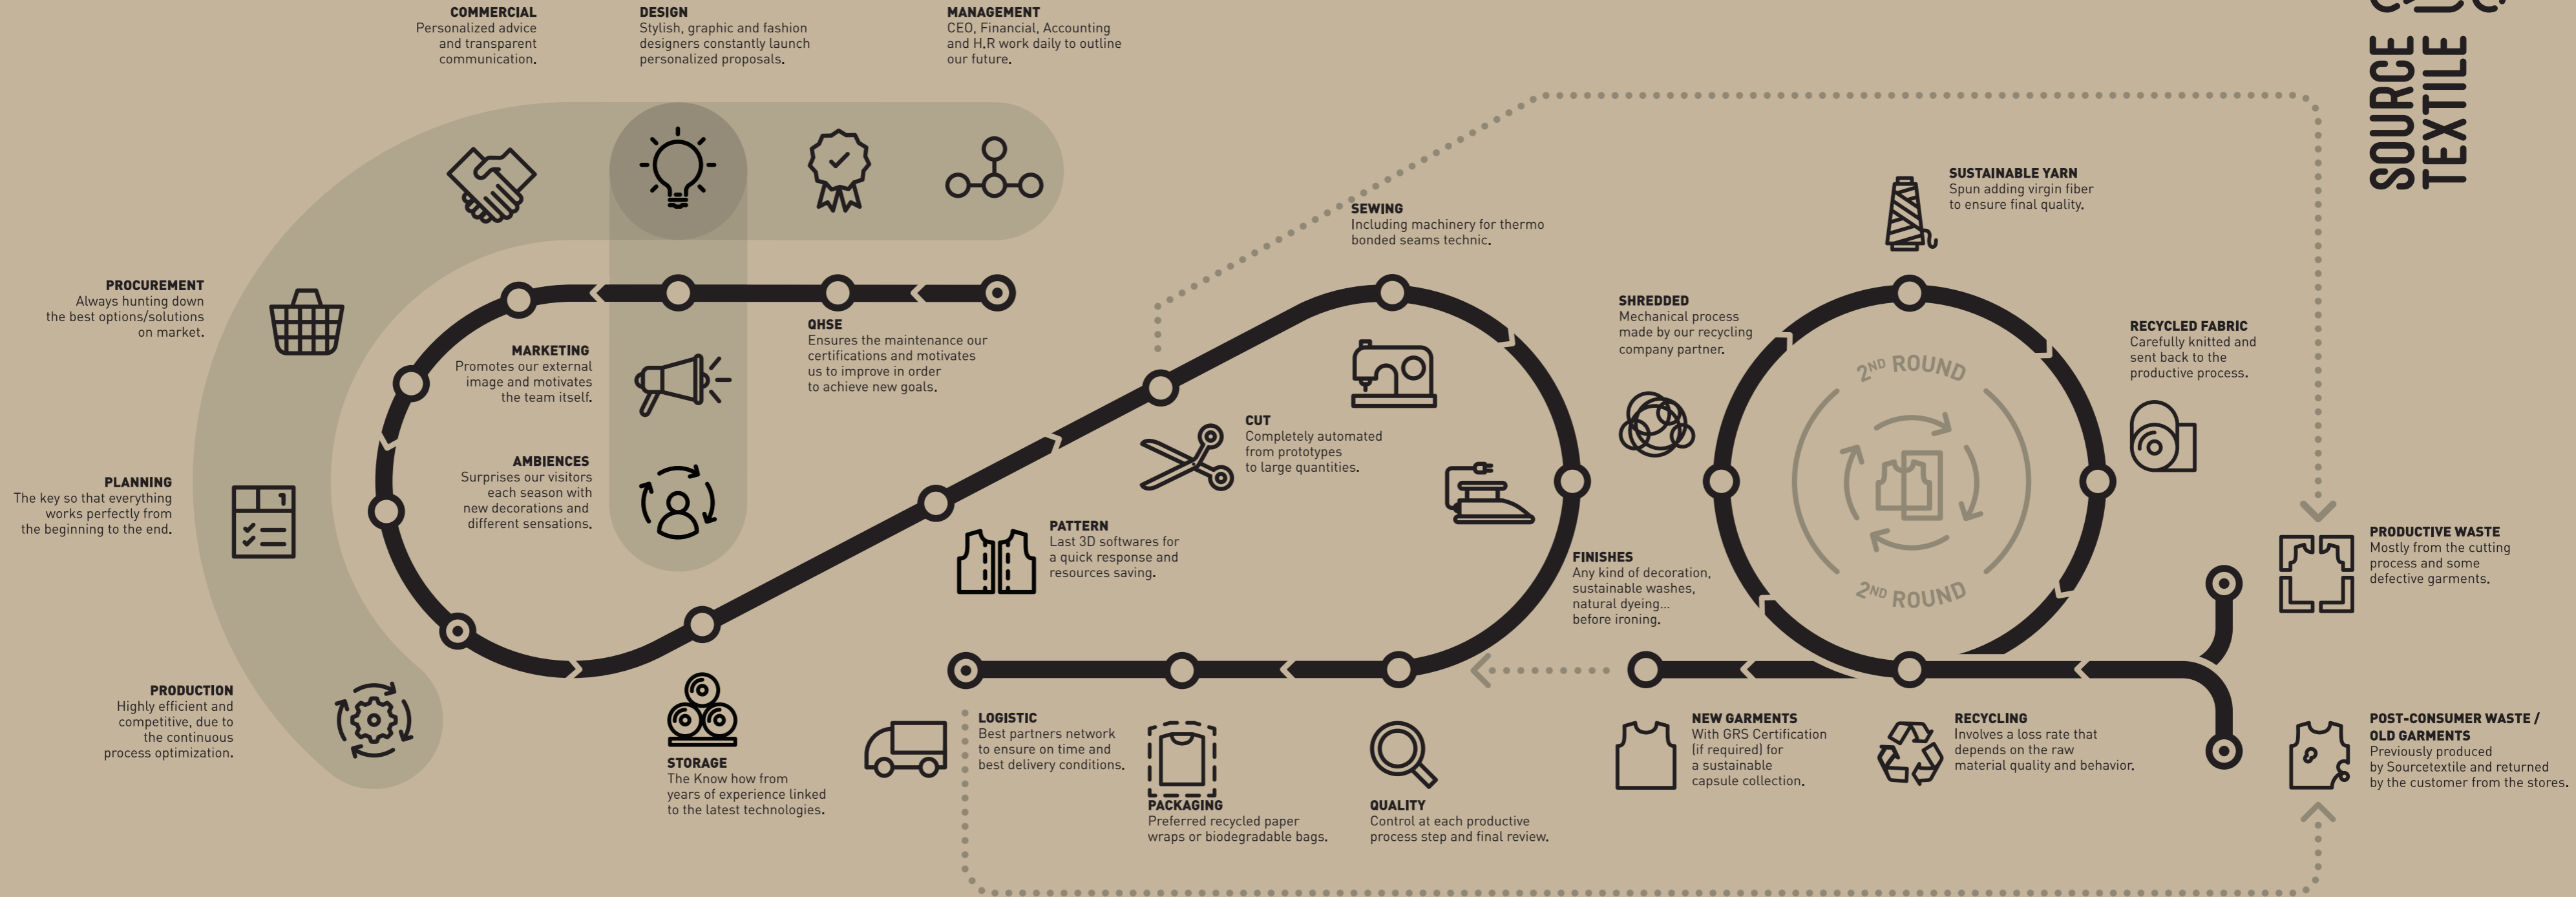 COMMERCIAL
Personalized advice
and transparent
communication.
DESIGN
Stylish, graphic and fashion
designers constantly launch
personalized proposals.
MANAGEMENT
CEO, Financial, Accounting
and H.R work daily to outline
our future.
SOURCE
TEXTILE
PROCUREMENT
Always hunting down
the best options/solutions
on market.
MARKETING
Promotes our external
image and motivates
the team itself.
QHSE
Ensures the maintenance our
certifications and motivates
us to improve in order
to achieve new goals.
PLANNING
The key so that everything
works perfectly from
the beginning to the end.
1
AMBIENCES
Surprises our visitors
each season with
new decorations and
different sensations.
PRODUCTION
Highly efficient and
competitive, due to
the continuous
process optimization.
STORAGE
The Know how from
years of experience linked
to the latest technologies.
PATTERN
Last 3D softwares for
a quick response and
resources saving.
CUT
Completely automated
from prototypes
to large quantities.
SEWING
Including machinery for thermo
bonded seams technic.
FINISHES
Any kind of decoration,
sustainable washes,
natural dyeing...
before ironing.
QUALITY
Control at each productive
process step and final review.
PACKAGING
Preferred recycled paper
wraps or biodegradable bags.
LOGISTIC
Best partners network
to ensure on time and
best delivery conditions.
SHREDDED
Mechanical process
made by our recycling
company partner.
SUSTAINABLE YARN
Spun adding virgin fiber
to ensure final quality.
RECYCLED FABRIC
Carefully knitted and
sent back to the
productive process.
2ND ROUND
2ND ROUND
NEW GARMENTS
With GRS Certification
(if required) for
a sustainable
capsule collection.
RECYCLING
Involves a loss rate that
depends on the raw
material quality and behavior.
PRODUCTIVE WASTE
Mostly from the cutting
process and some
defective garments.
POST-CONSUMER WASTE /
OLD GARMENTS
Previously produced
by Sourcetextile and returned
by the customer from the stores.